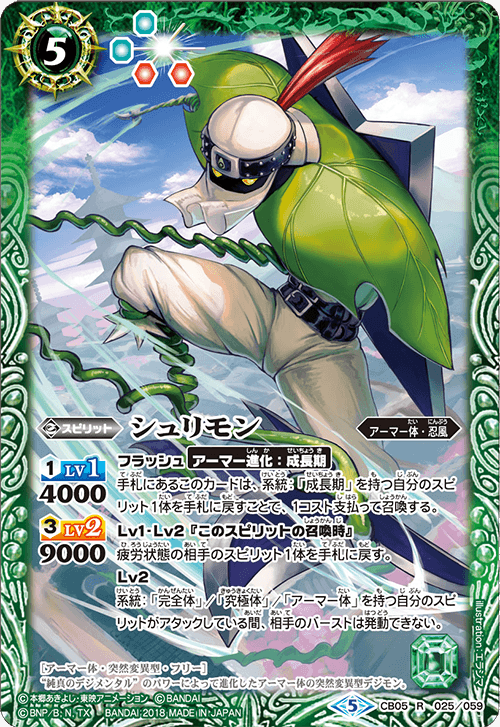 5
スピリット
シュリモン
アーマー体・忍風
1 LV1
4000
3 LV2
9000
フラッシュ 【アーマー進化：成長期】
手札にあるこのカードは、系統：「成長期」を持つ自分のスピ
リット1体を手札に戻すことで、1コスト支払って召喚する。
Lv1・Lv2『このスピリットの召喚時』
疲労状態の相手のスピリット1体を手札に戻す。
Lv2
系統：「完全体」/「究極体」/「アーマー体」を持つ自分のスピ
リットがアタックしている間、相手のバーストは発動できない。
[アーマー体・突然変異型・フリー]
“純真のデジメンタル”のパワーによって進化したアーマー体の突然変異型デジモン。
©本郷あきよし・東映アニメーション ©BANDAI
©BNP/B, N, TX BANDAI 2018 MADE IN JAPAN
5 CB05 R 025/059